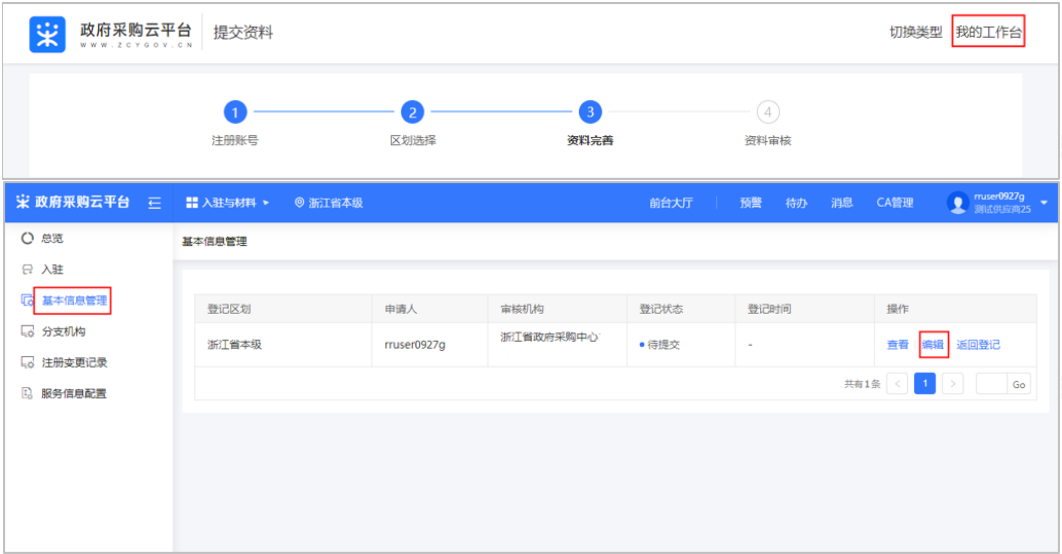 政府采购云平台 提交资料 切换类型 我的工作台
WWW.ZCYGOV.CN
1 2 3 4
注册账号 区划选择 资料完善 资料审核
政府采购云平台 入驻与材料 浙江省本级 前台大厅 预警 待办 消息 CA管理 rruser0927g
测试供应商25
总览
入驻
基本信息管理
分支机构
注册变更记录
服务信息配置
基本信息管理
登记区划 申请人 审核机构 登记状态 登记时间 操作
浙江省本级 rruser0927g 浙江省政府采购中心 待提交 - 查看 编辑 返回登记
共有1条 < 1 > Go